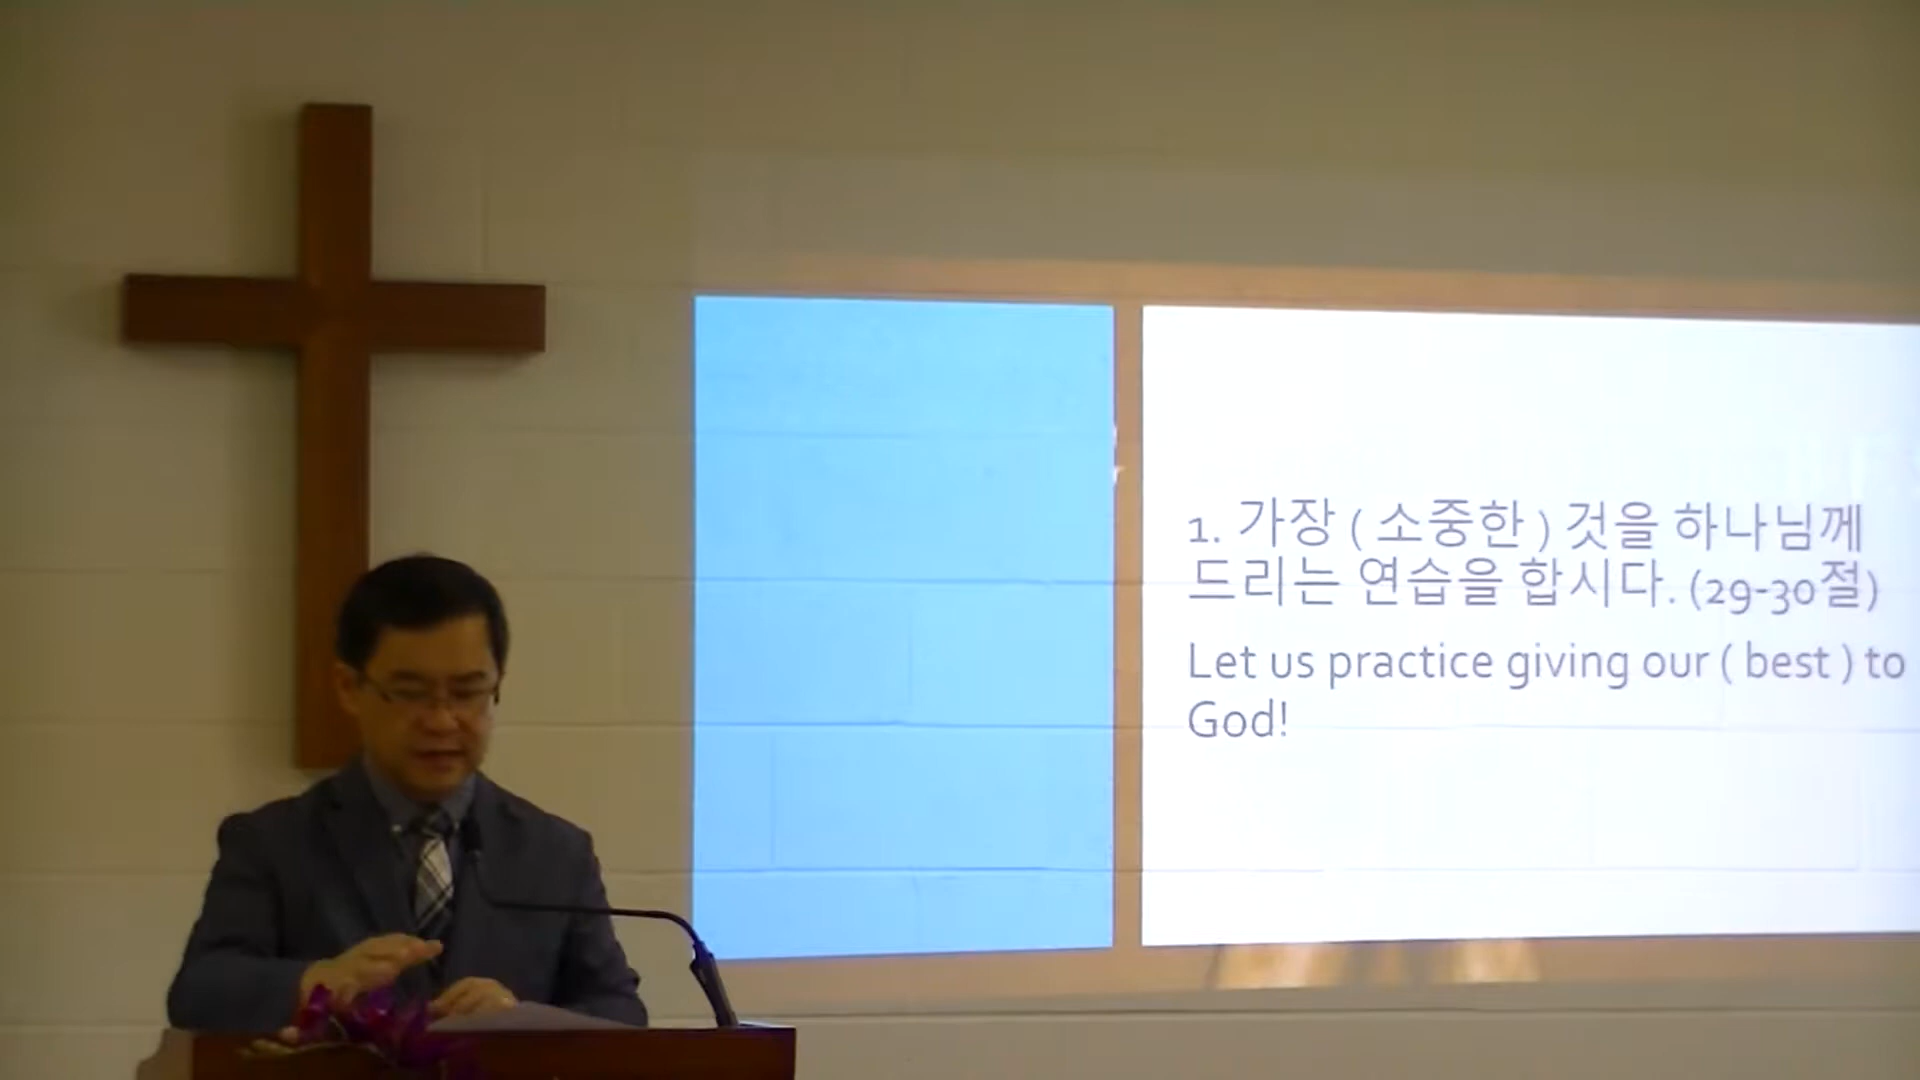 1. 가장 ( 소중한 ) 것을 하나님께
드리는 연습을 합시다. (29-30절)
Let us practice giving our ( best ) to
God!